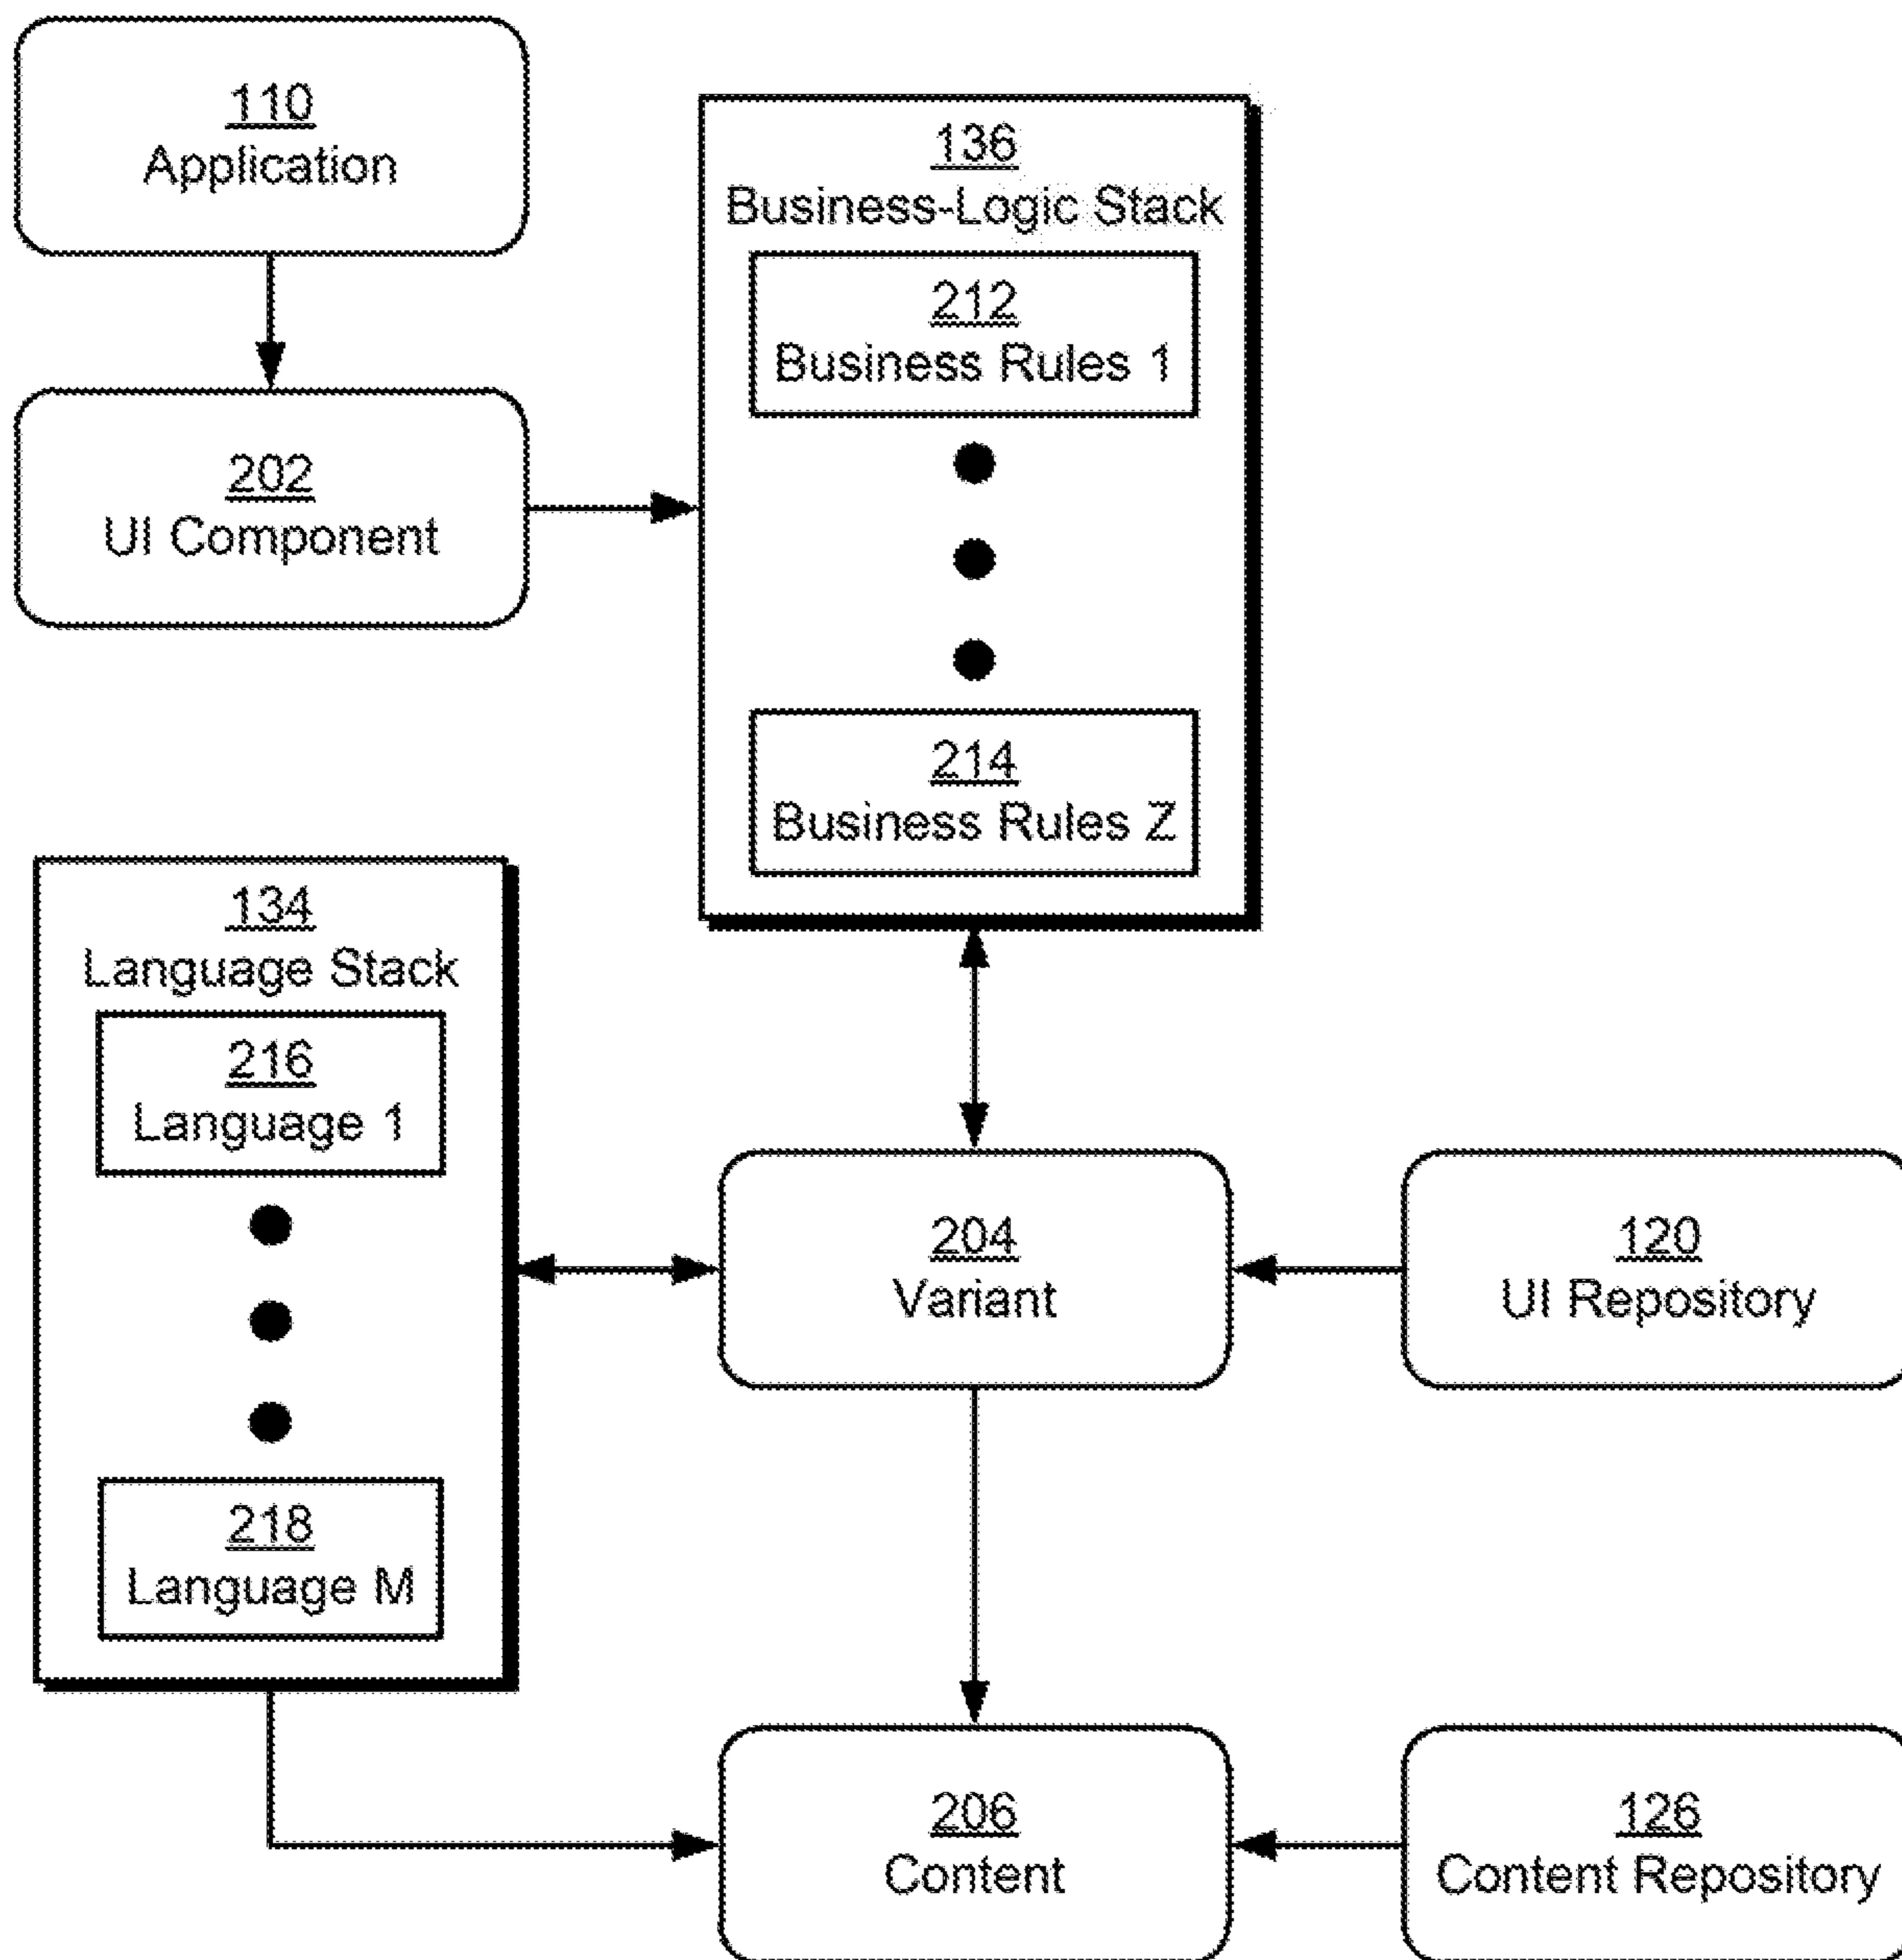 110
Application
136
Business-Logic Stack
212
Business Rules 1
202
UI Component
214
Business Rules Z
134
Language Stack
216
Language 1
204
Variant
120
UI Repository
218
Language M
206
Content
126
Content Repository